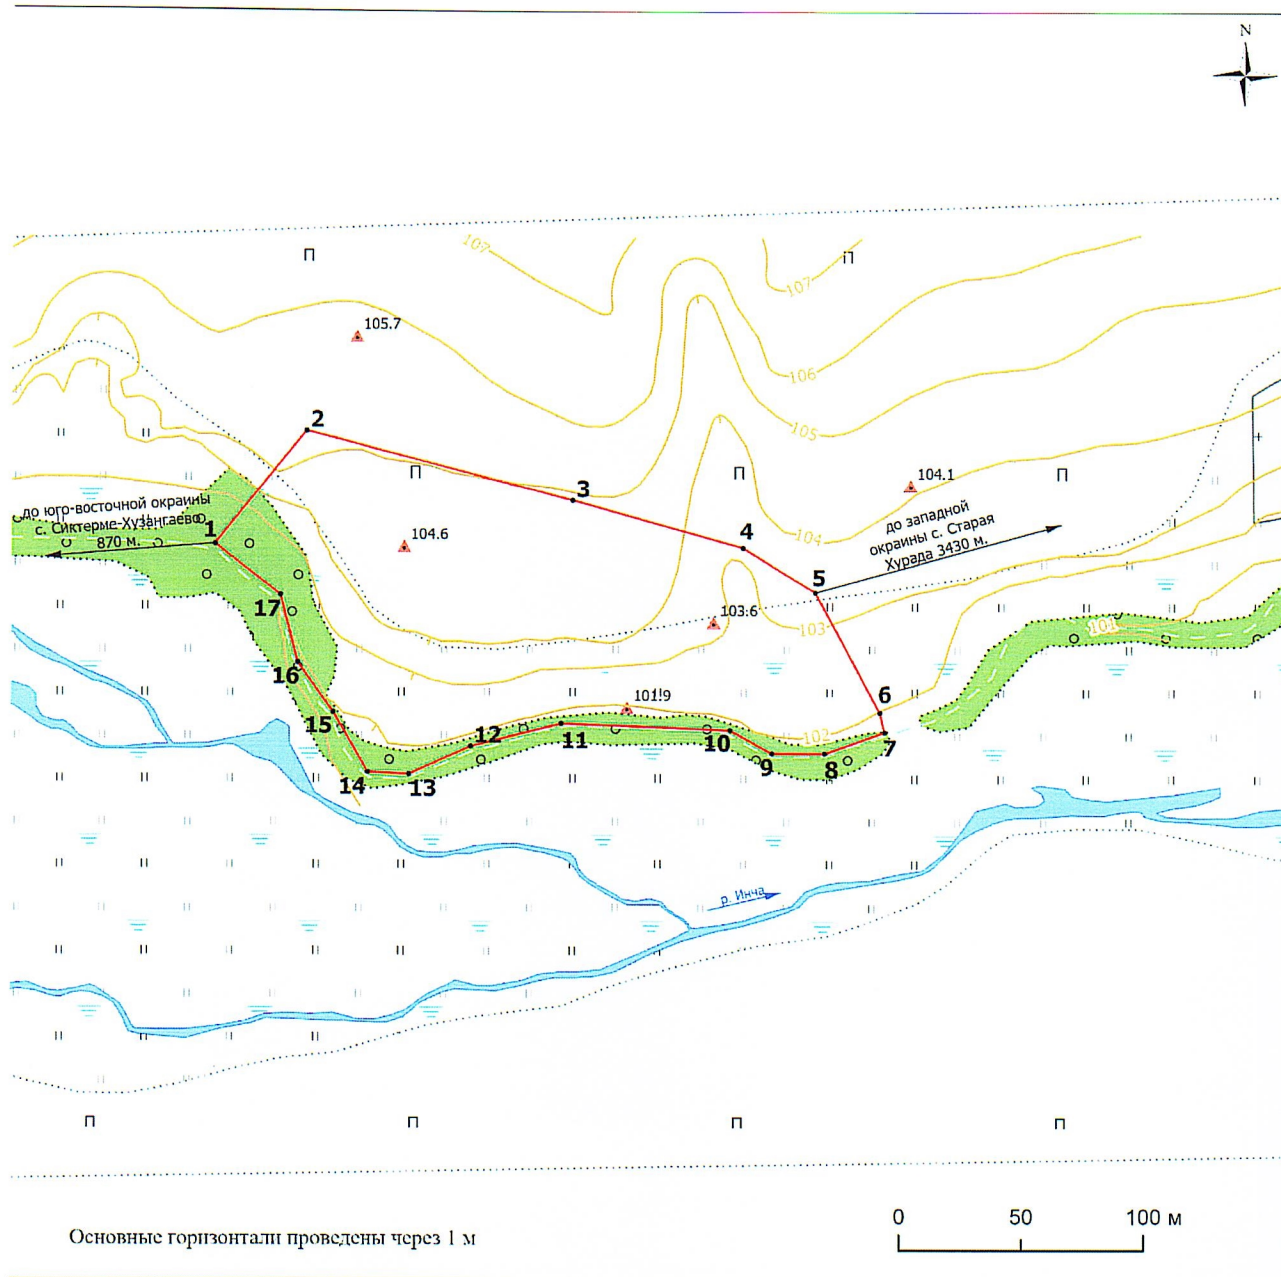 N
107
П
П
107
105.7
106
2
105
П
П
104.1
П
3
до юго-восточной окраины
с. Сиктерме-Хузангаево
870 м.
1
104.6
104
4
до западной
окраины с. Старая
Хурада 3430 м.
5
17
103.6
103
101
16
101.9
6
15
12
11
10
102
7
9
8
14
13
р. Инча
П
П
П
П
0 50 100 м
Основные горизонтали проведены через 1 м